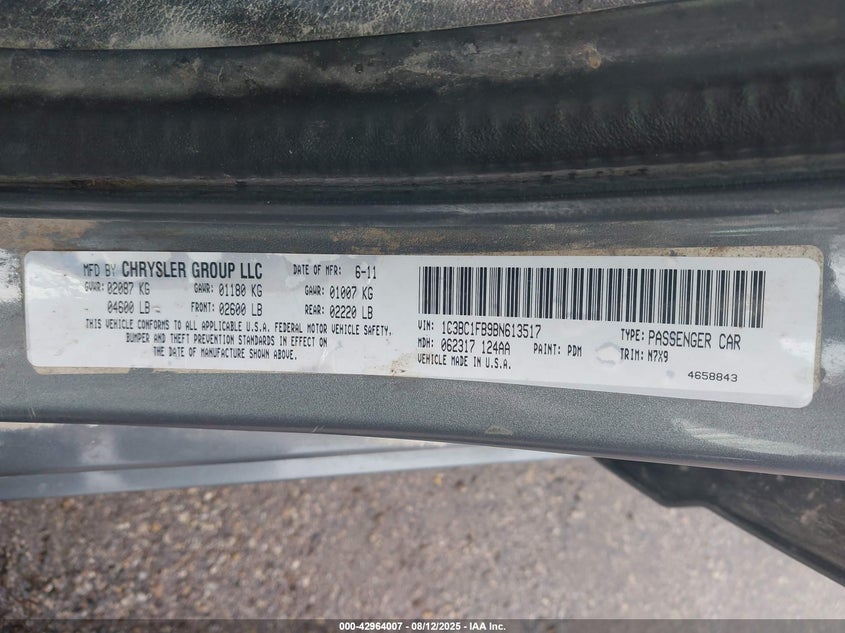 MFD BY CHRYSLER GROUP LLC DATE OF MFR: 6-11
GVWR: 02087 KG GAWR: 01180 KG GAWR: 01007 KG
04600 LB FRONT: 02600 LB REAR: 02220 LB
THIS VEHICLE CONFORMS TO ALL APPLICABLE U.S.A. FEDERAL MOTOR VEHICLE SAFETY,
BUMPER AND THEFT PREVENTION STANDARDS IN EFFECT ON
THE DATE OF MANUFACTURE SHOWN ABOVE.
VIN: 1C3BC1FB9BN613517 TYPE: PASSENGER CAR
MDH: 062317 124AA PAINT: PDM TRIM: N7X9
VEHICLE MADE IN U.S.A.
4658843
000-42964007 - 08/12/2025 - IAA Inc.